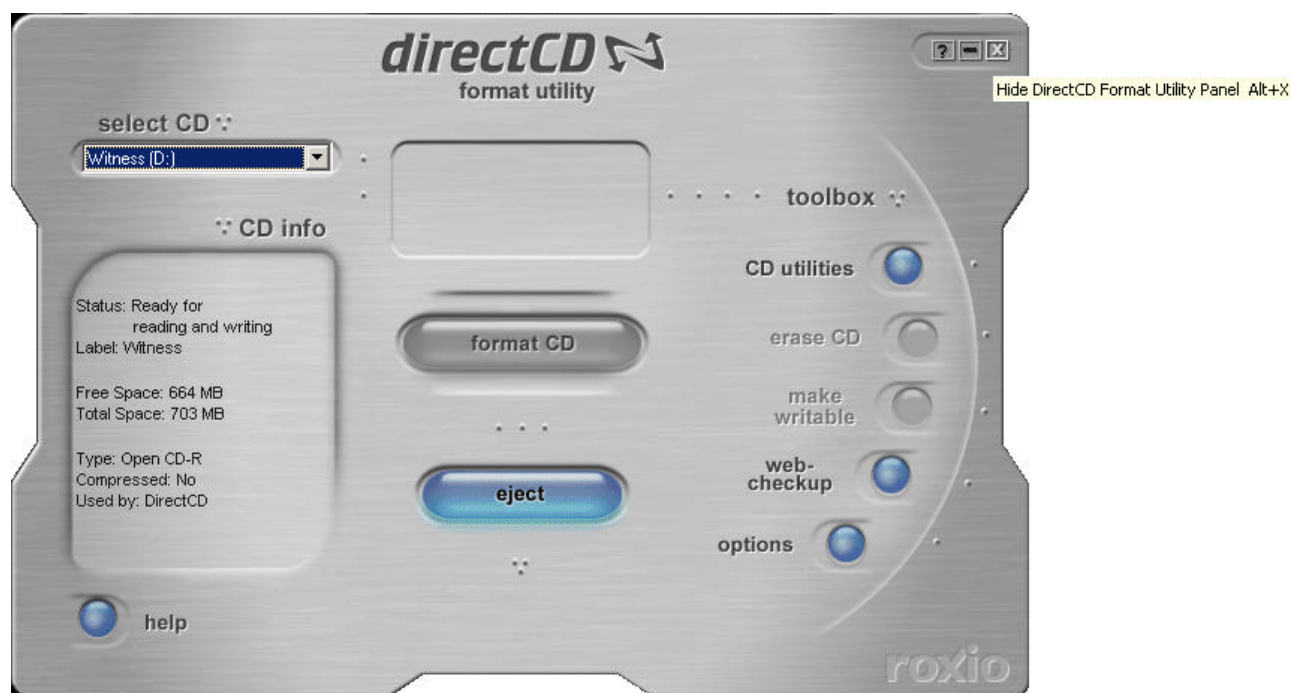 directCD
format utility
?
X
Hide DirectCD Format Utility Panel Alt+X
select CD
Witness (D:)
CD info
Status: Ready for
reading and writing
Label: Witness
Free Space: 664 MB
Total Space: 703 MB
Type: Open CD-R
Compressed: No
Used by: DirectCD
help
format CD
eject
toolbox
CD utilities
erase CD
make
writable
web-
checkup
options
roxio